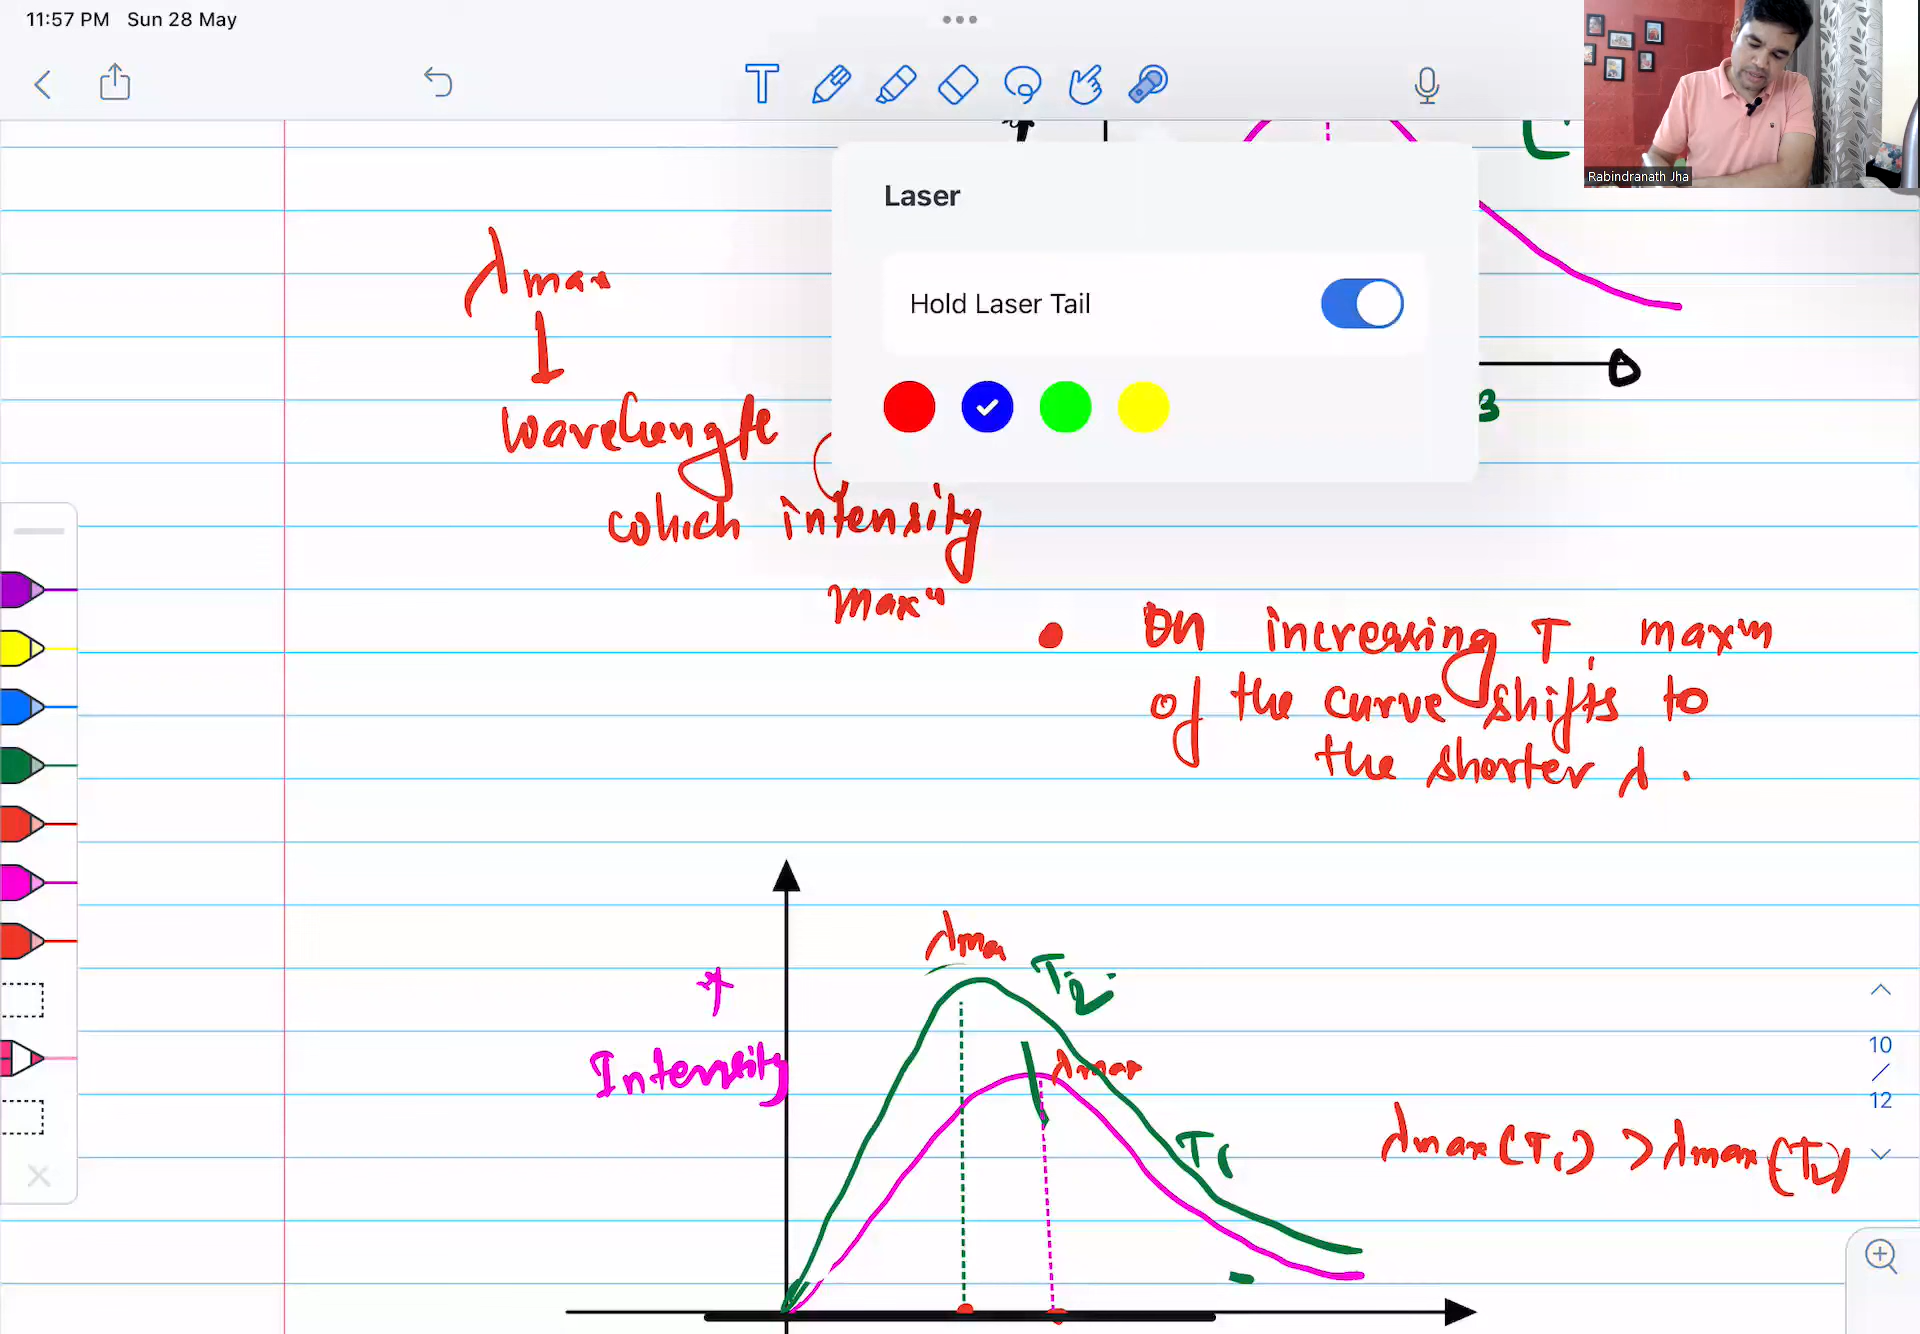 11:57 PM Sun 28 May
Rabindranath Jha
Laser
Hold Laser Tail
λmax
wavelength
which intensity
max"
• On increasing T, maxm
of the curve shifts to
the shorter λ.
λmax
T2
Intensity
λmax
T1
λmax(T1) > λmax(T2)
10
/
12